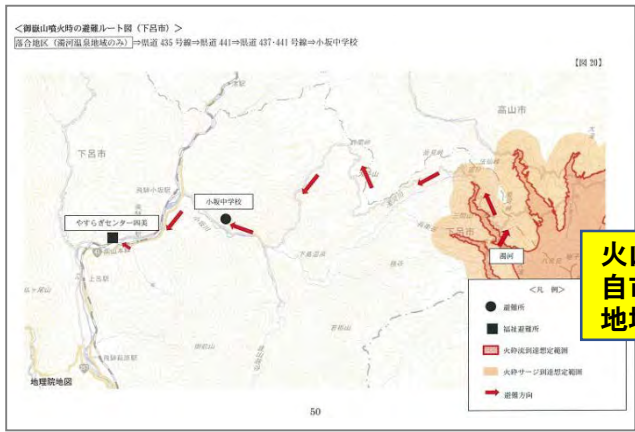 <御嶽山噴火時の避難ルート図(下呂市)>
落合地区(濁河温泉地域のみ)⇒県道 435 号線⇒県道 441⇒県道 437・441 号線⇒小坂中学校
【図 20】
高山市
下呂市
小坂中学校
やすらぎセンター四美
下呂市
濁河
火山
自市
地域
<凡 例>
避難所
福祉避難所
火砕流到達想定範囲
火砕サージ到達想定範囲
避難方向
地理院地図
50